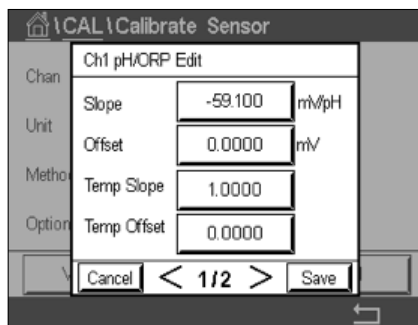 \CAL\Calibrate Sensor
Ch1 pH/ORP Edit
Chan
Slope -59.100 mV/pH
Unit
Offset 0.0000 mV
Metho
Temp Slope 1.0000
Option
Temp Offset 0.0000
Cancel < 1/2 > Save